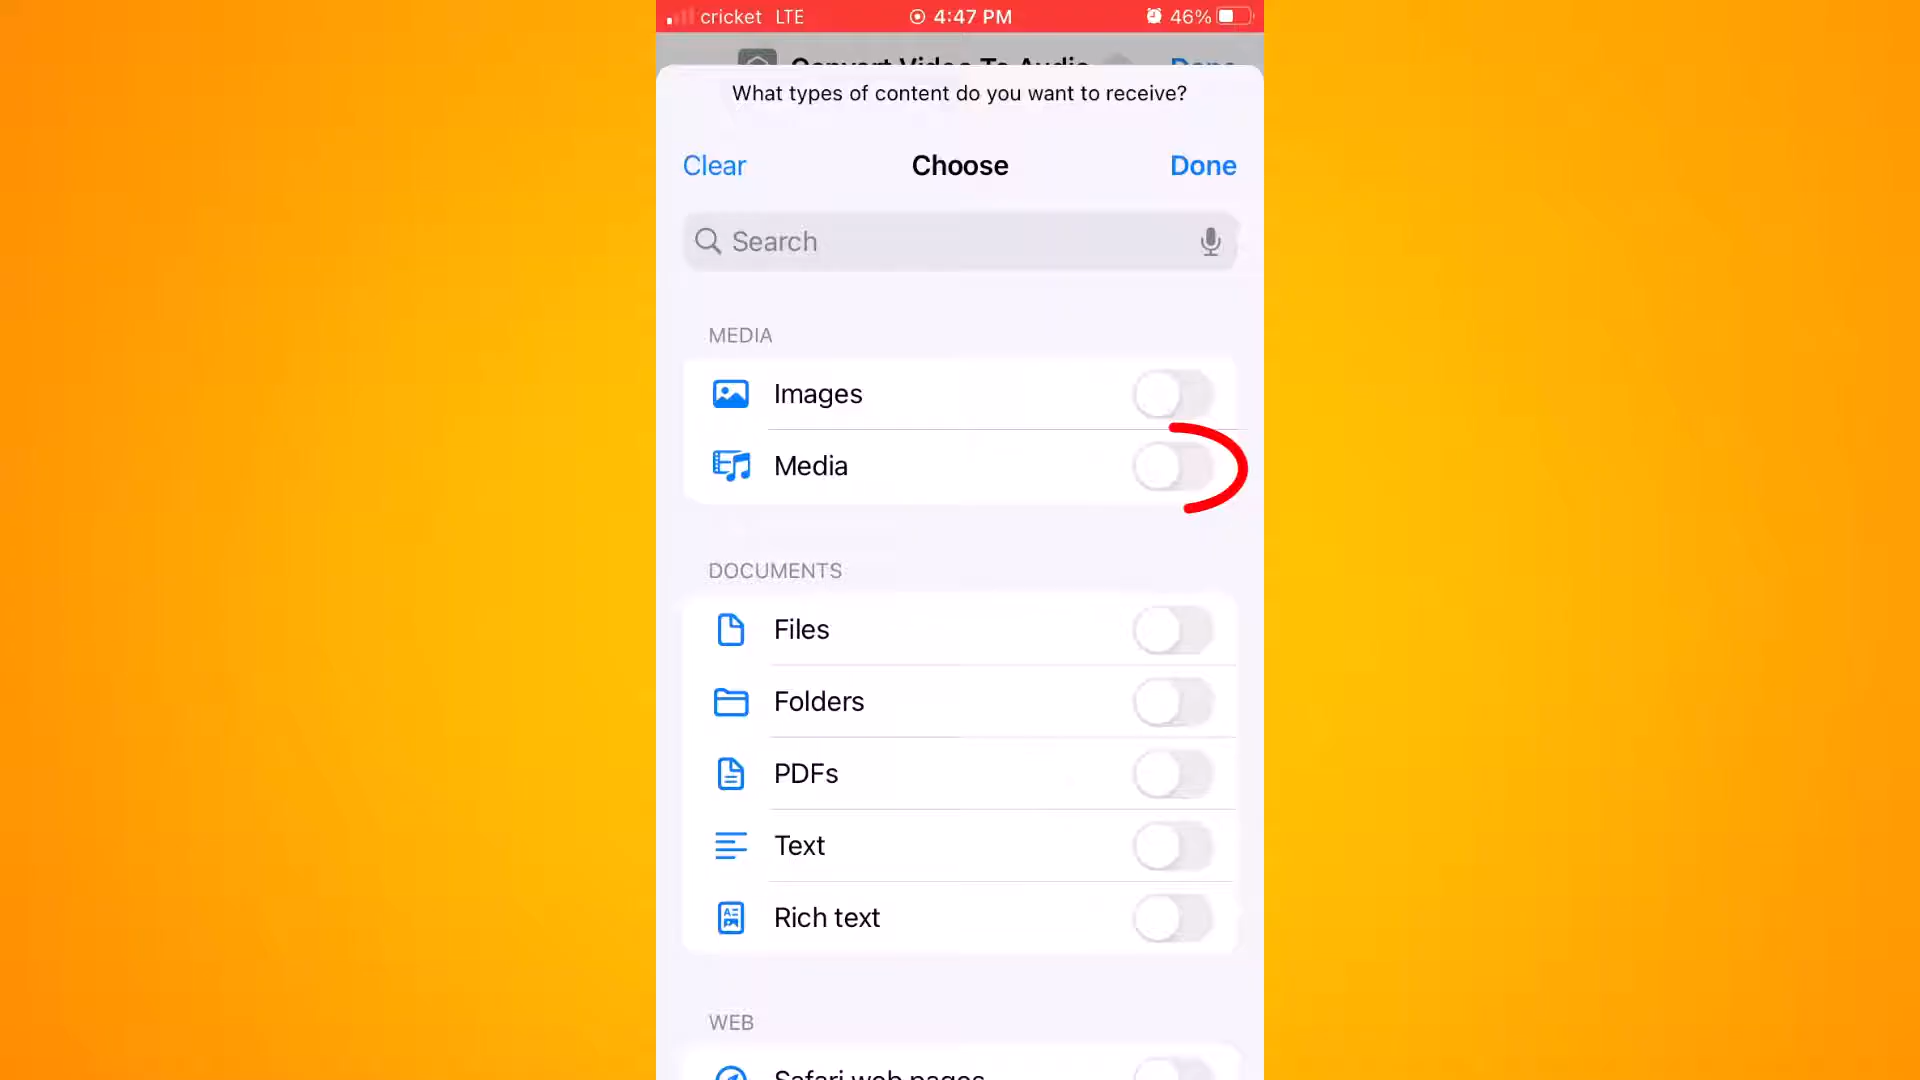 cricket LTE 4:47 PM 46%
Convert Video To Audio Done
What types of content do you want to receive?
Clear Choose Done
Search
MEDIA
Images
Media
DOCUMENTS
Files
Folders
PDFs
Text
Rich text
WEB
Safari web pages